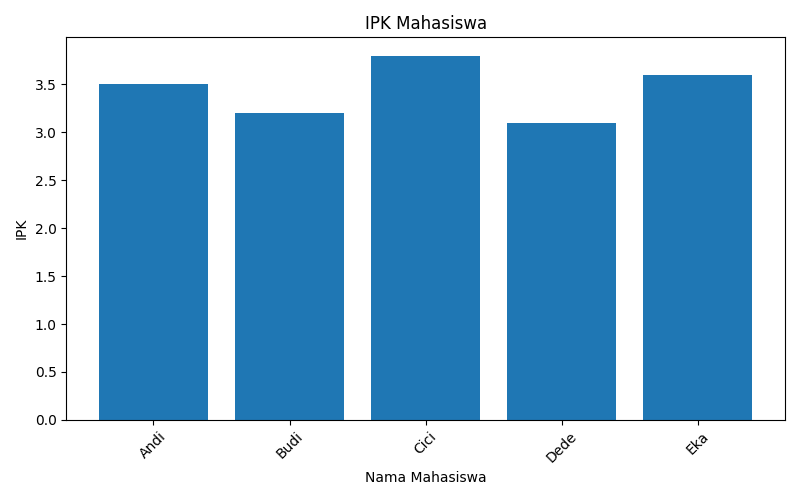 IPK Mahasiswa
IPK
3.5
3.0
2.5
2.0
1.5
1.0
0.5
0.0
Andi
Budi
Cici
Dede
Eka
Nama Mahasiswa